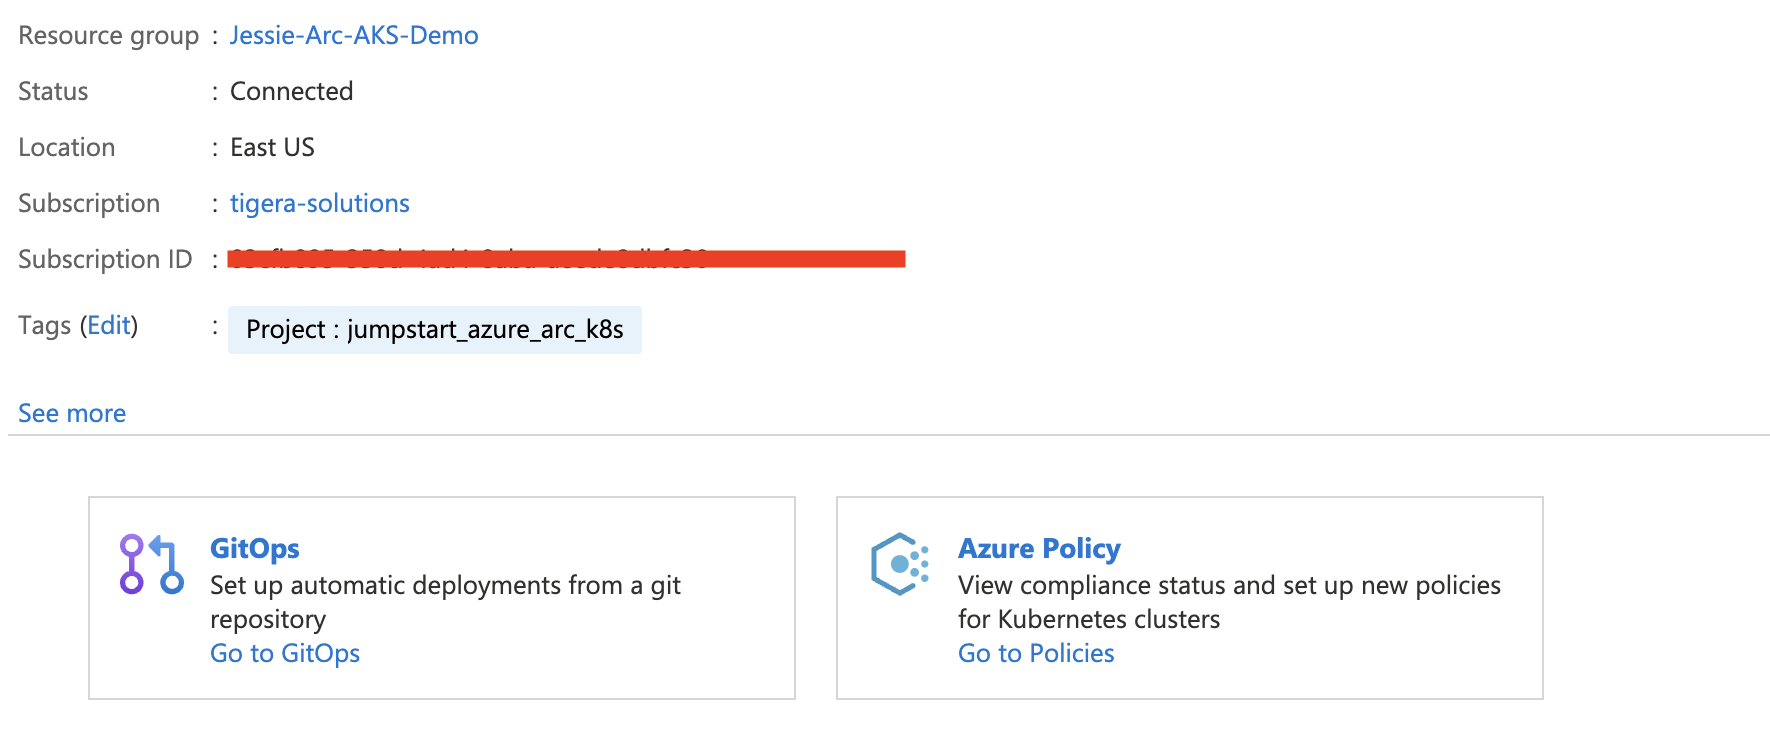 Resource group : Jessie-Arc-AKS-Demo
Status : Connected
Location : East US
Subscription : tigera-solutions
Subscription ID :
Tags (Edit) : Project : jumpstart_azure_arc_k8s
See more
GitOps
Set up automatic deployments from a git
repository
Go to GitOps
Azure Policy
View compliance status and set up new policies
for Kubernetes clusters
Go to Policies